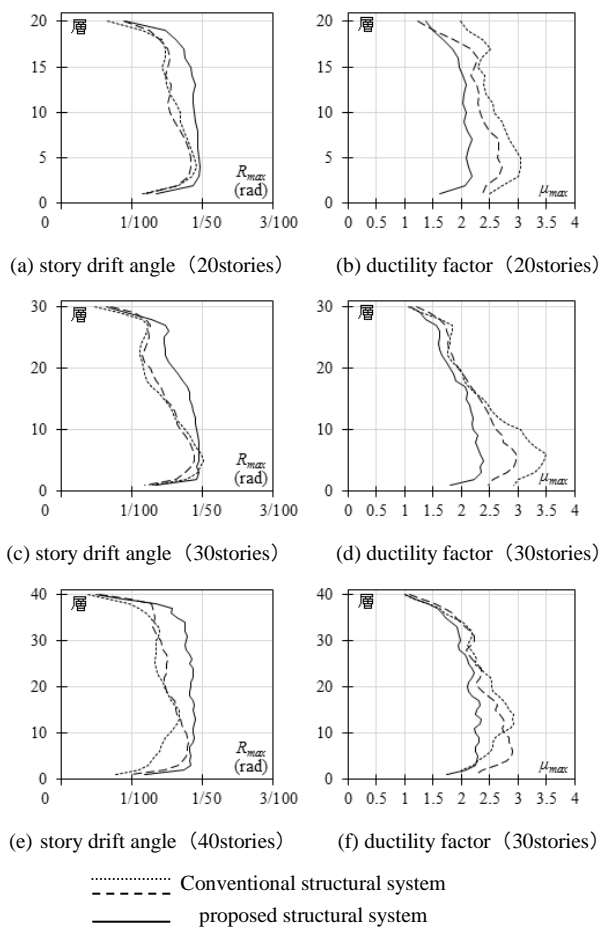 20 層 20 層
15 15
10 10
5 R_max 5
(rad) μ_max
0 0
0 1/100 1/50 3/100 0 0.5 1 1.5 2 2.5 3 3.5 4
(a) story drift angle（20stories） (b) ductility factor（20stories）
30 層 30 層
20 20
10 10
R_max
(rad) μ_max
0 0
0 1/100 1/50 3/100 0 0.5 1 1.5 2 2.5 3 3.5 4
(c) story drift angle（30stories） (d) ductility factor（30stories）
40 層 40 層
30 30
20 20
10 10
R_max
(rad) μ_max
0 0
0 1/100 1/50 3/100 0 0.5 1 1.5 2 2.5 3 3.5 4
(e) story drift angle（40stories） (f) ductility factor（30stories）
Conventional structural system
proposed structural system